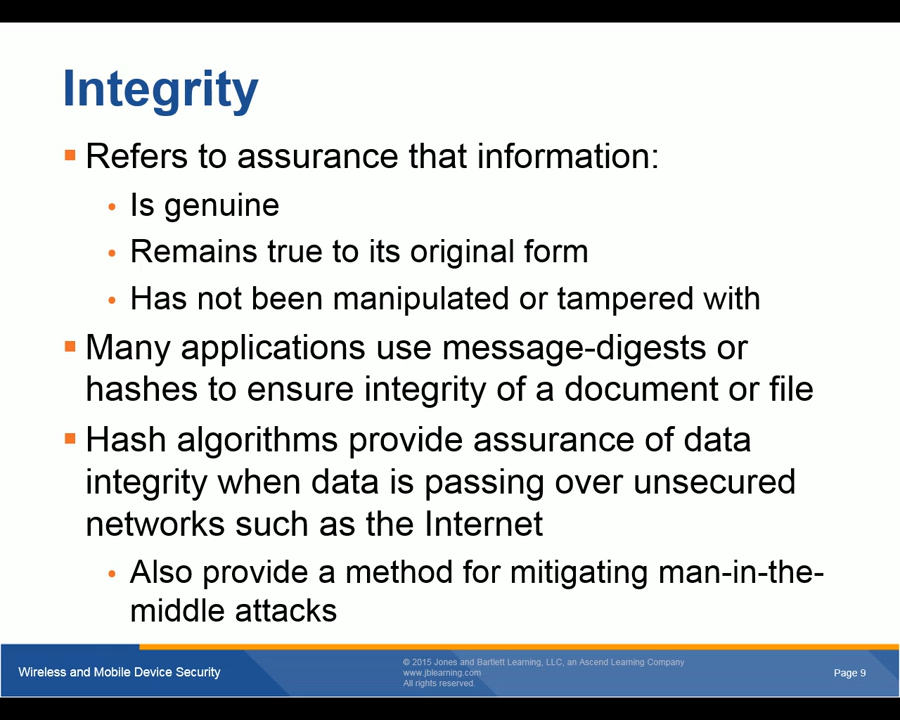 Integrity
Refers to assurance that information:
Is genuine
Remains true to its original form
Has not been manipulated or tampered with
Many applications use message-digests or
hashes to ensure integrity of a document or file
Hash algorithms provide assurance of data
integrity when data is passing over unsecured
networks such as the Internet
Also provide a method for mitigating man-in-the-
middle attacks
Wireless and Mobile Device Security
© 2015 Jones and Bartlett Learning, LLC, an Ascend Learning Company
www.jblearning.com
All rights reserved.
Page 9